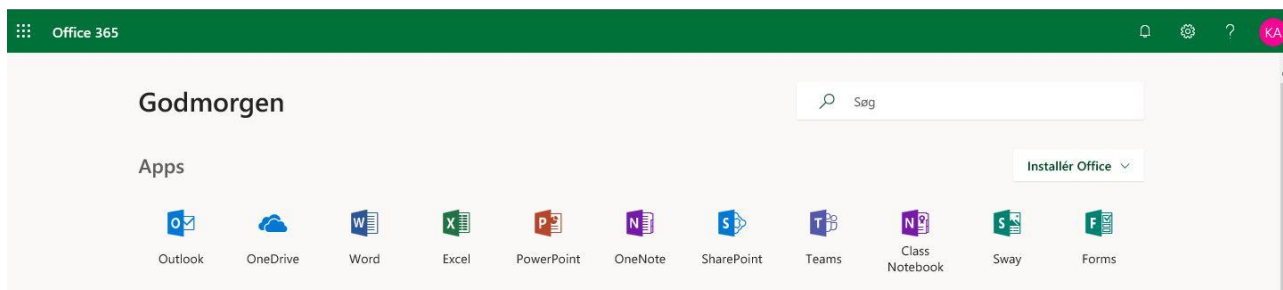 Office 365
KA
Godmorgen
Søg
Apps
Installér Office
Outlook
OneDrive
Word
Excel
PowerPoint
OneNote
SharePoint
Teams
Class
Notebook
Sway
Forms